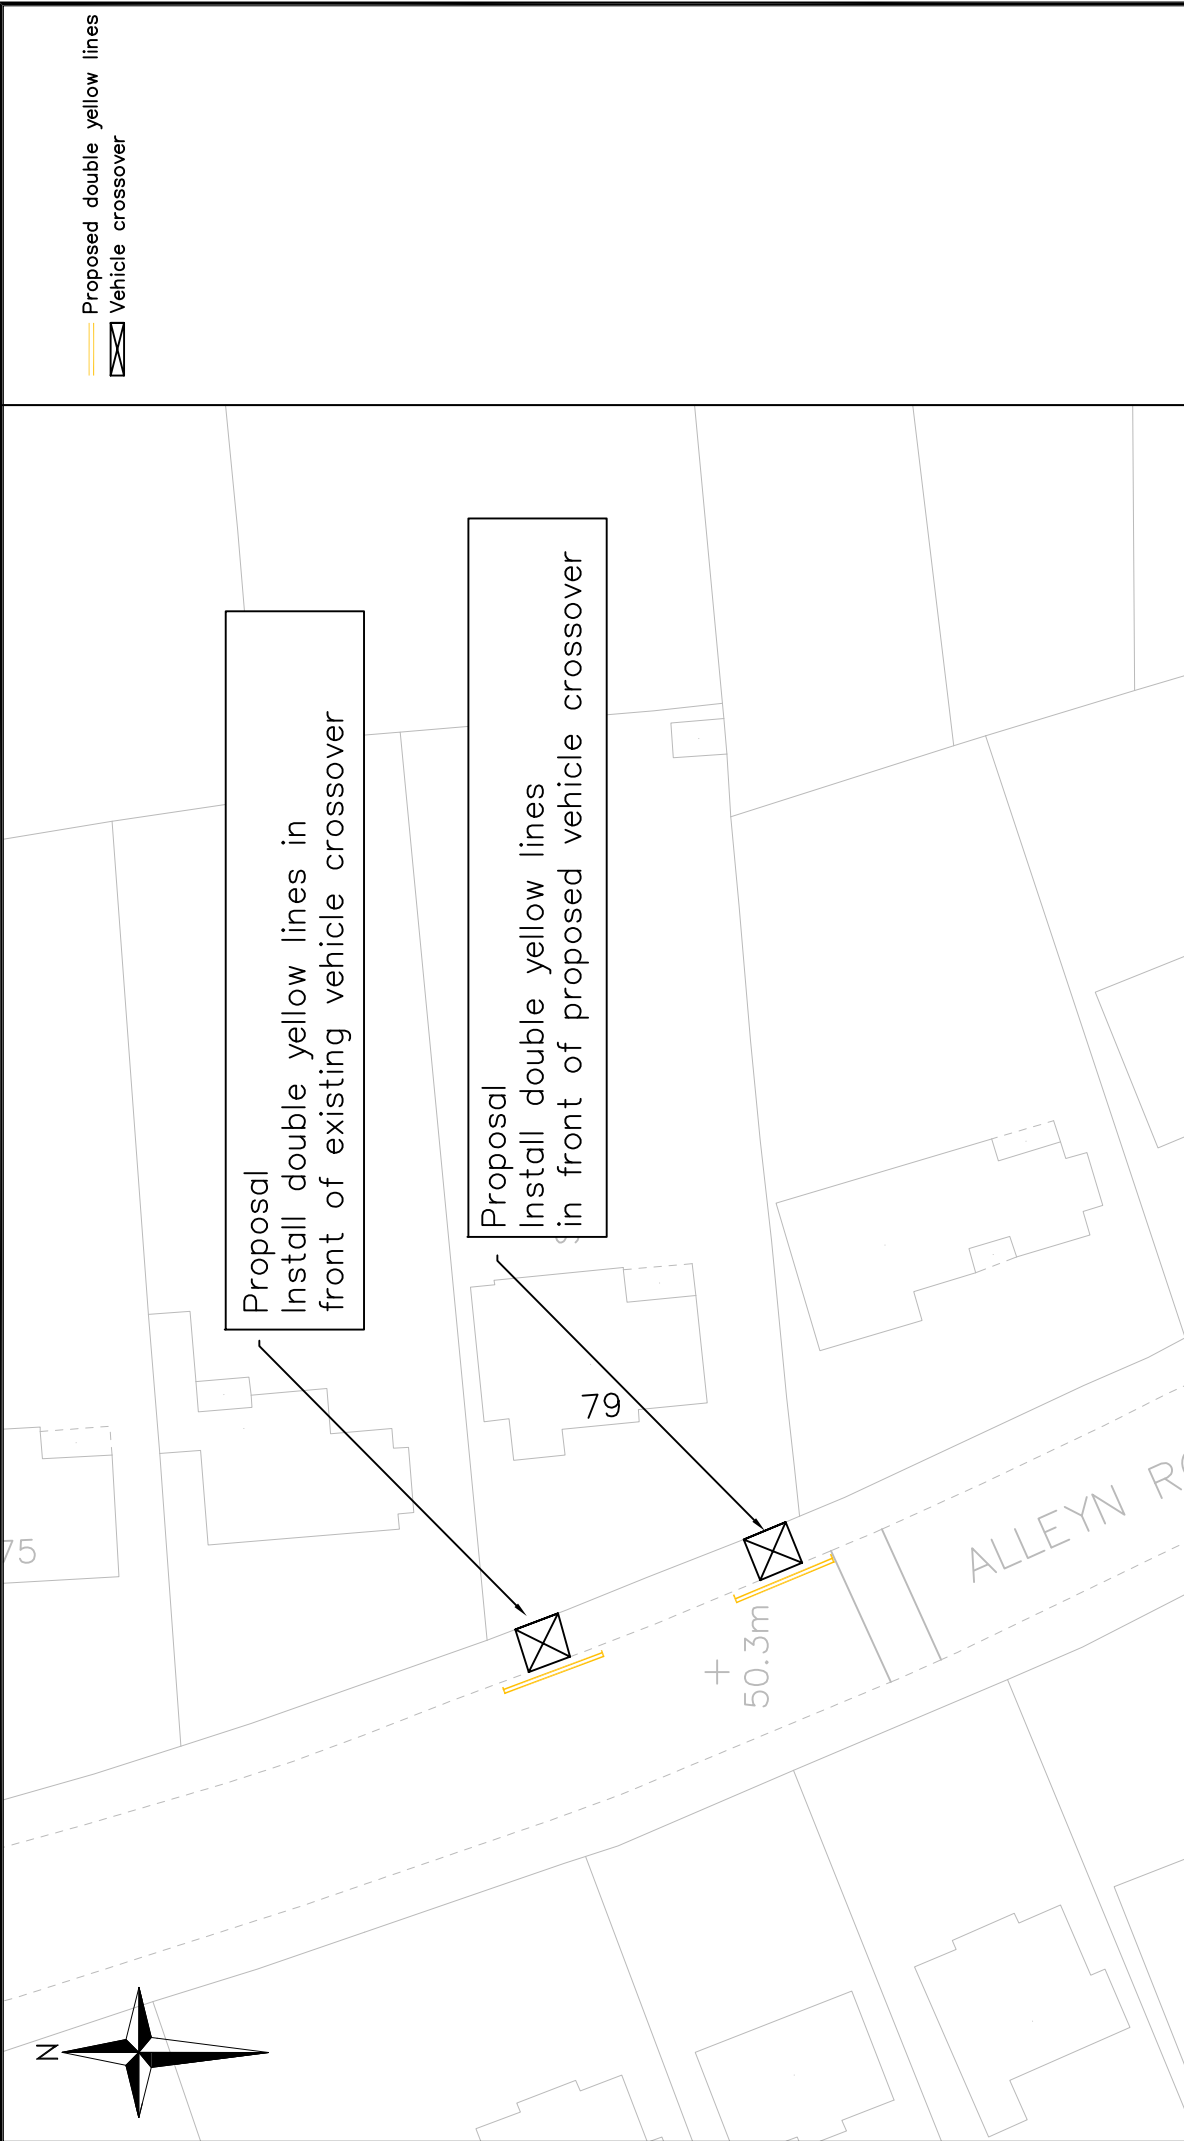 Proposed double yellow lines
Vehicle crossover
Proposal
Install double yellow lines in
front of existing vehicle crossover
Proposal
Install double yellow lines
in front of proposed vehicle crossover
79
75
50.3m
ALLEYN
N